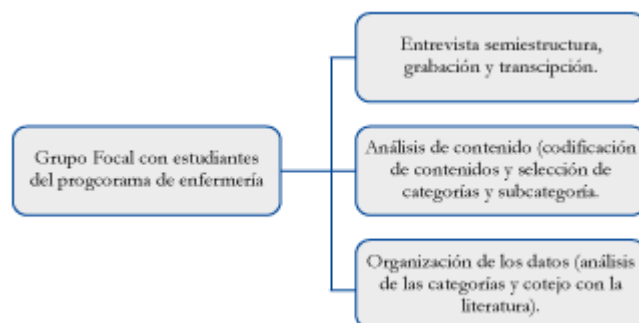 Entrevista semiestructura,
grabación y transcipción.
Grupo Focal con estudiantes
del progcorama de enfermería
Análisis de contenido (codificación
de contenidos y selección de
categorías y subcategoría.
Organización de los datos (análisis
de las categorías y cotejo con la
literatura).